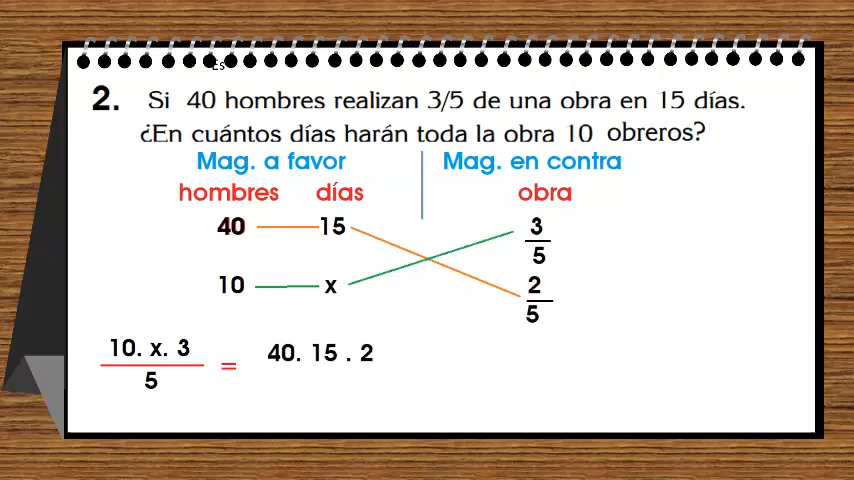 Es
2. Si 40 hombres realizan 3/5 de una obra en 15 días.
¿En cuántos días harán toda la obra 10 obreros?
Mag. a favor Mag. en contra
hombres días obra
40 15 3/5
10 x 2/5
10. x. 3 / 5 = 40. 15 . 2